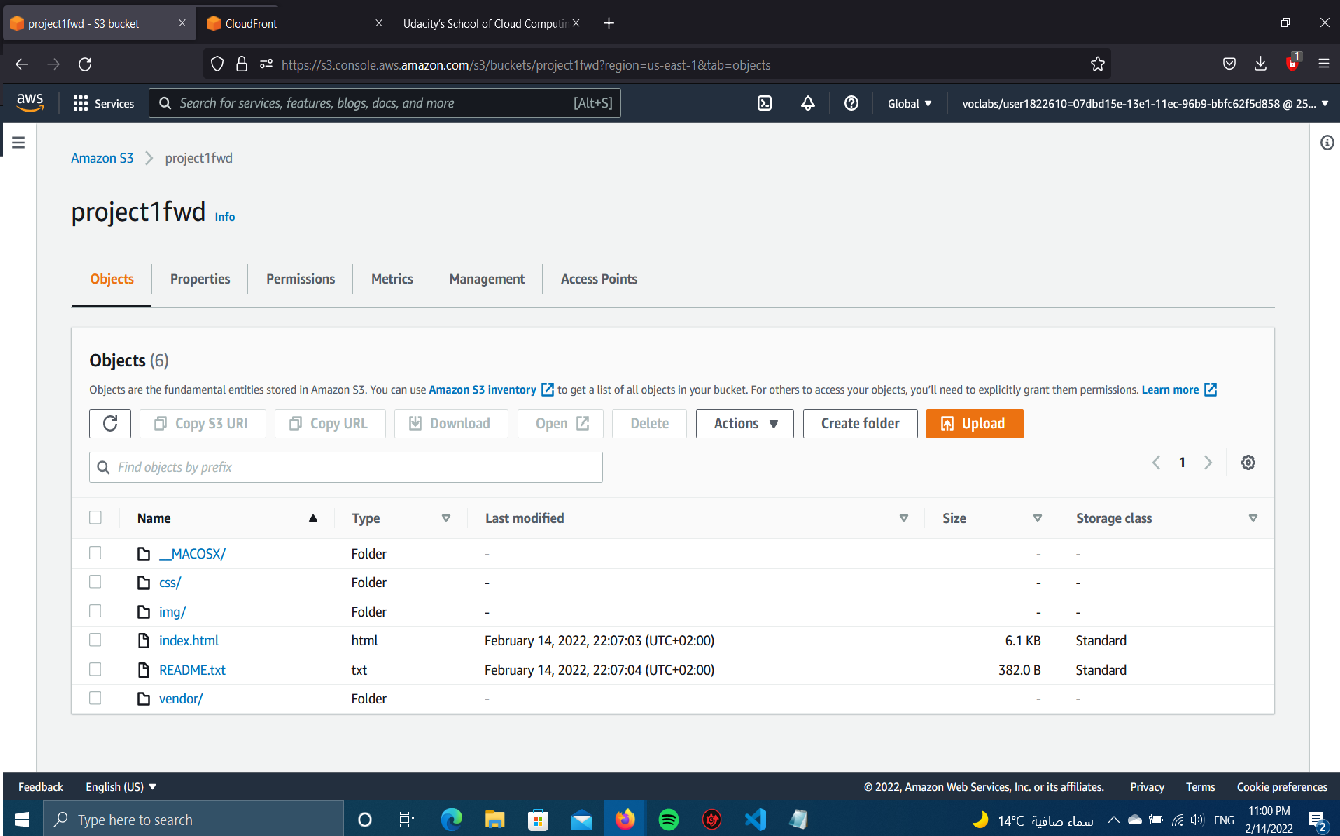 project1fwd - S3 bucket
CloudFront
Udacity's School of Cloud Computin
https://s3.console.aws.amazon.com/s3/buckets/project1fwd?region=us-east-1&tab=objects
1
aws
Services
Search for services, features, blogs, docs, and more
[Alt+S]
Global
voclabs/user1822610=07dbd15e-13e1-11ec-96b9-bbfc62f5d858 @ 25...
Amazon S3 project1fwd
project1fwd Info
Objects Properties Permissions Metrics Management Access Points
Objects (6)
Objects are the fundamental entities stored in Amazon S3. You can use Amazon S3 inventory to get a list of all objects in your bucket. For others to access your objects, you'll need to explicitly grant them permissions. Learn more
Copy S3 URI Copy URL Download Open Delete Actions Create folder Upload
Find objects by prefix
1
Name Type Last modified Size Storage class
__MACOSX/ Folder - - -
css/ Folder - - -
img/ Folder - - -
index.html html February 14, 2022, 22:07:03 (UTC+02:00) 6.1 KB Standard
README.txt txt February 14, 2022, 22:07:04 (UTC+02:00) 382.0 B Standard
vendor/ Folder - - -
Feedback English (US) © 2022, Amazon Web Services, Inc. or its affiliates. Privacy Terms Cookie preferences
Type here to search
14°C سماء صافية
ENG
11:00 PM
2/14/2022
2